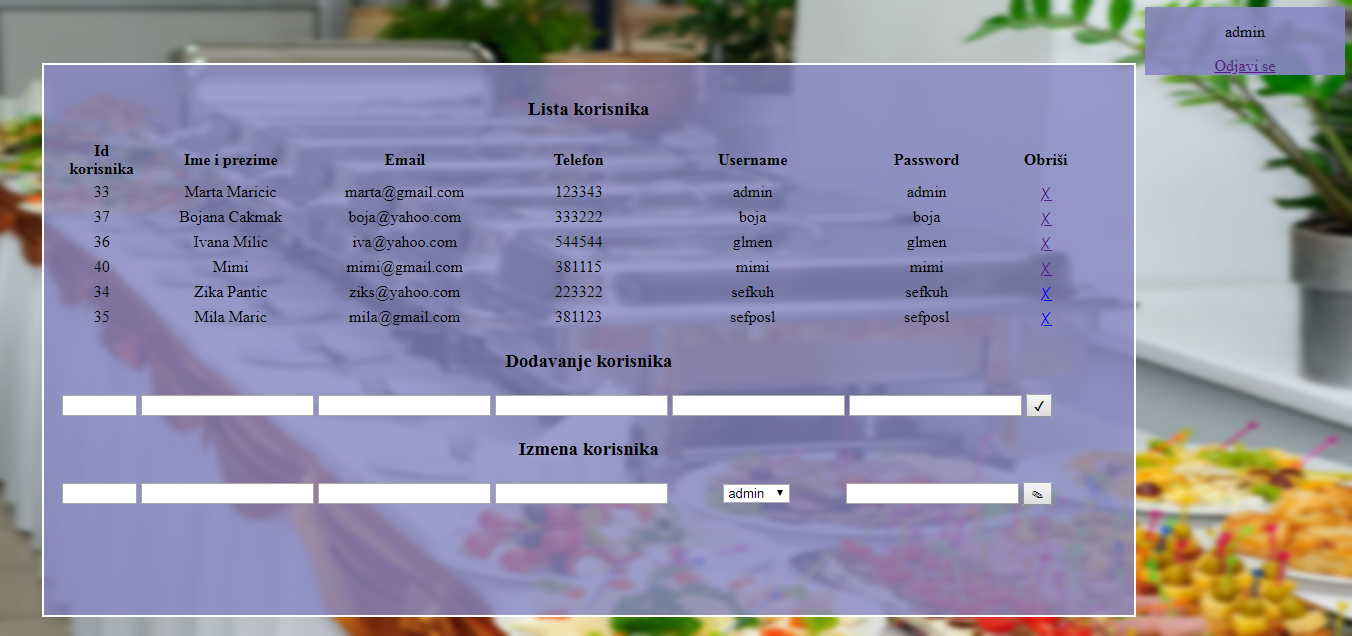 admin
Odjavi se
Lista korisnika
Id korisnika Ime i prezime Email Telefon Username Password Obriši
33 Marta Maricic marta@gmail.com 123343 admin admin X
37 Bojana Cakmak boja@yahoo.com 333222 boja boja X
36 Ivana Milic iva@yahoo.com 544544 glmen glmen X
40 Mimi mimi@gmail.com 381115 mimi mimi X
34 Zika Pantic ziks@yahoo.com 223322 sefkuh sefkuh X
35 Mila Maric mila@gmail.com 381123 sefposl sefposl X
Dodavanje korisnika
✓
Izmena korisnika
admin ▼ ✎